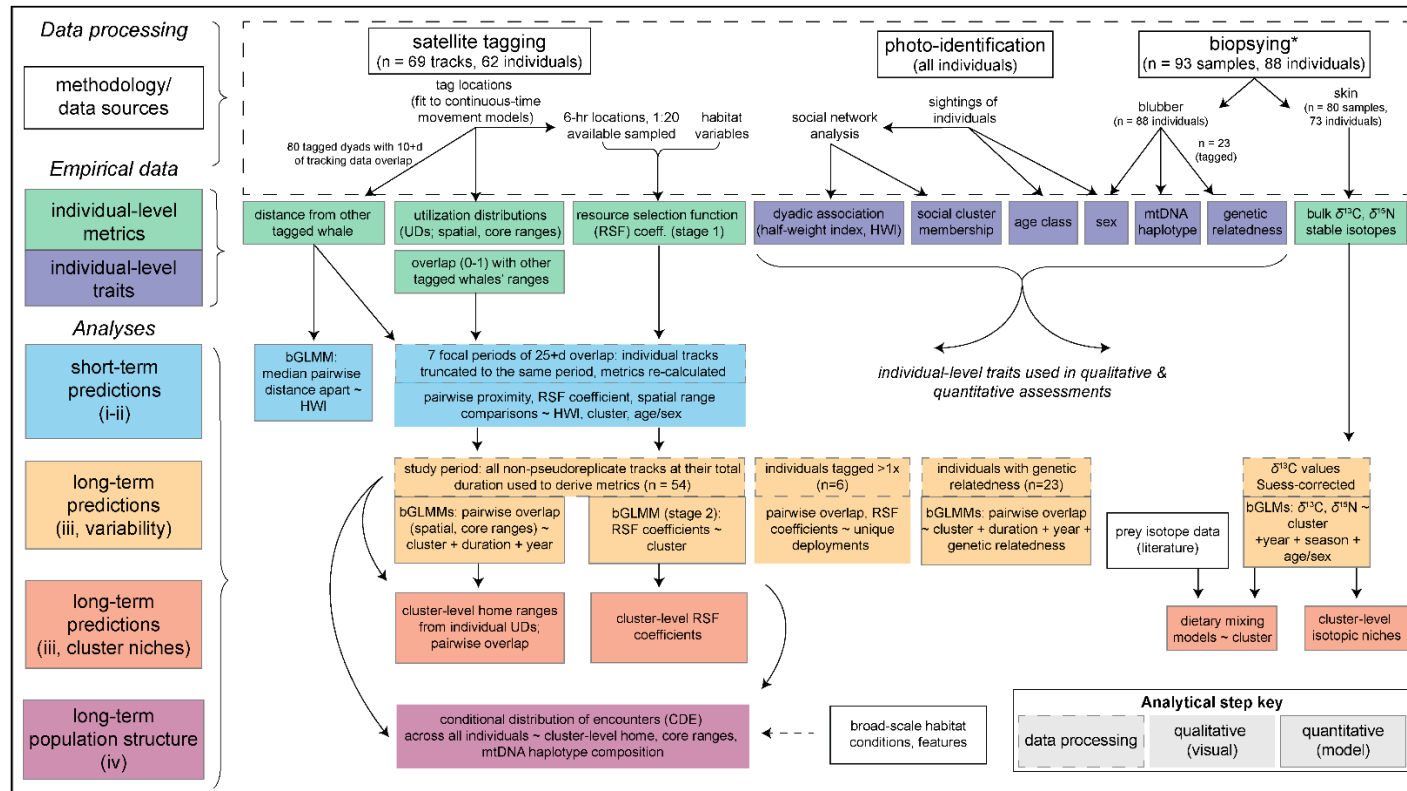 Data processing
methodology/
data sources
Empirical data
individual-level
metrics
individual-level
traits
Analyses
short-term
predictions
(i-ii)
long-term
predictions
(iii, variability)
long-term
predictions
(iii, cluster niches)
long-term
population structure
(iv)
satellite tagging
(n = 69 tracks, 62 individuals)
photo-identification
(all individuals)
biopsying*
(n = 93 samples, 88 individuals)
tag locations
(fit to continuous-time
movement models)
80 tagged dyads with 10+d
of tracking data overlap
6-hr locations, 1:20
available sampled
habitat
variables
social network
analysis
sightings of
individuals
blubber
(n = 88 individuals)
n = 23
(tagged)
skin
(n = 80 samples,
73 individuals)
distance from other
tagged whale
utilization distributions
(UDs; spatial, core ranges)
overlap (0-1) with other
tagged whales' ranges
resource selection function
(RSF) coeff. (stage 1)
dyadic association
(half-weight index, HWI)
social cluster
membership
age class
sex
mtDNA
haplotype
genetic
relatedness
bulk δ¹³C, δ¹⁵N
stable isotopes
bGLMM:
median pairwise
distance apart ~
HWI
7 focal periods of 25+d overlap: individual tracks
truncated to the same period, metrics re-calculated
pairwise proximity, RSF coefficient, spatial range
comparisons ~ HWI, cluster, age/sex
individual-level traits used in qualitative &
quantitative assessments
study period: all non-pseudoreplicate tracks at their total
duration used to derive metrics (n = 54)
bGLMMs: pairwise overlap
(spatial, core ranges) ~
cluster + duration + year
bGLMM (stage 2):
RSF coefficients ~
cluster
individuals tagged >1x
(n=6)
pairwise overlap, RSF
coefficients ~ unique
deployments
individuals with genetic
relatedness (n=23)
bGLMMs: pairwise overlap
~ cluster + duration + year +
genetic relatedness
δ¹³C values
Suess-corrected
bGLMs: δ¹³C, δ¹⁵N ~
cluster
+year + season +
age/sex
prey isotope data
(literature)
cluster-level home ranges
from individual UDs;
pairwise overlap
cluster-level RSF
coefficients
dietary mixing
models ~ cluster
cluster-level
isotopic niches
conditional distribution of encounters (CDE)
across all individuals ~ cluster-level home, core ranges,
mtDNA haplotype composition
broad-scale habitat
conditions, features
Analytical step key
data processing
qualitative
(visual)
quantitative
(model)